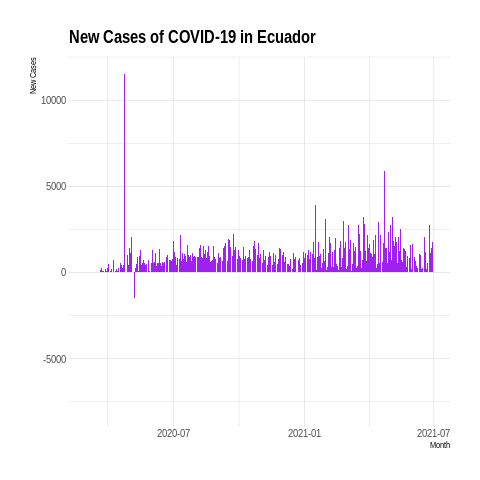 New Cases of COVID-19 in Ecuador
New Cases
10000
5000
0
-5000
2020-07
2021-01
2021-07
Month